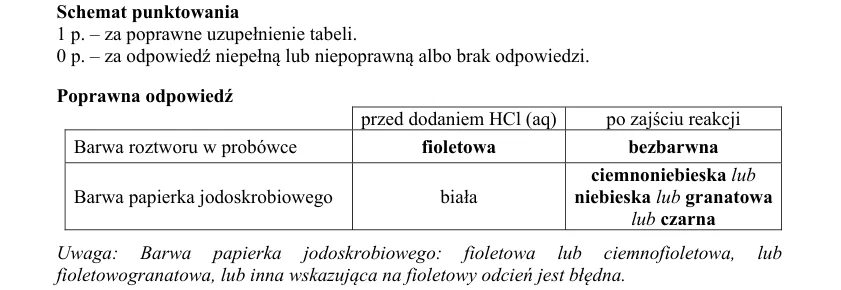 Schemat punktowania
1 p. – za poprawne uzupełnienie tabeli.
0 p. – za odpowiedź niepełną lub niepoprawną albo brak odpowiedzi.
Poprawna odpowiedź
przed dodaniem HCl (aq) po zajściu reakcji
Barwa roztworu w probówce fioletowa bezbarwna
Barwa papierka jodoskrobiowego biała ciemnoniebieska lub
niebieska lub granatowa
lub czarna
Uwaga: Barwa papierka jodoskrobiowego: fioletowa lub ciemnofioletowa, lub
fioletowogranatowa, lub inna wskazująca na fioletowy odcień jest błędna.